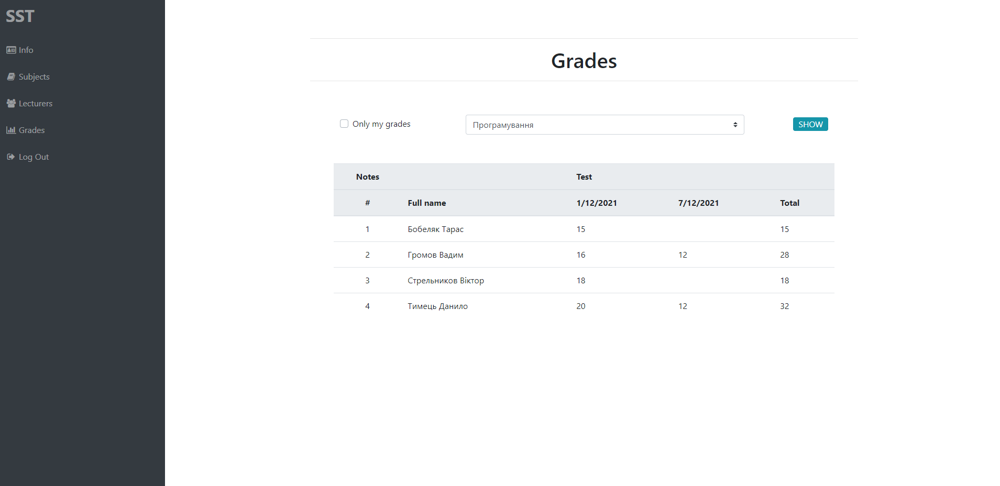 SST
Info
Subjects
Lecturers
Grades
Log Out
Grades
Only my grades
Програмування
SHOW
Notes Test
# Full name 1/12/2021 7/12/2021 Total
1 Бобеляк Тарас 15 15
2 Громов Вадим 16 12 28
3 Стрельников Віктор 18 18
4 Тимець Данило 20 12 32